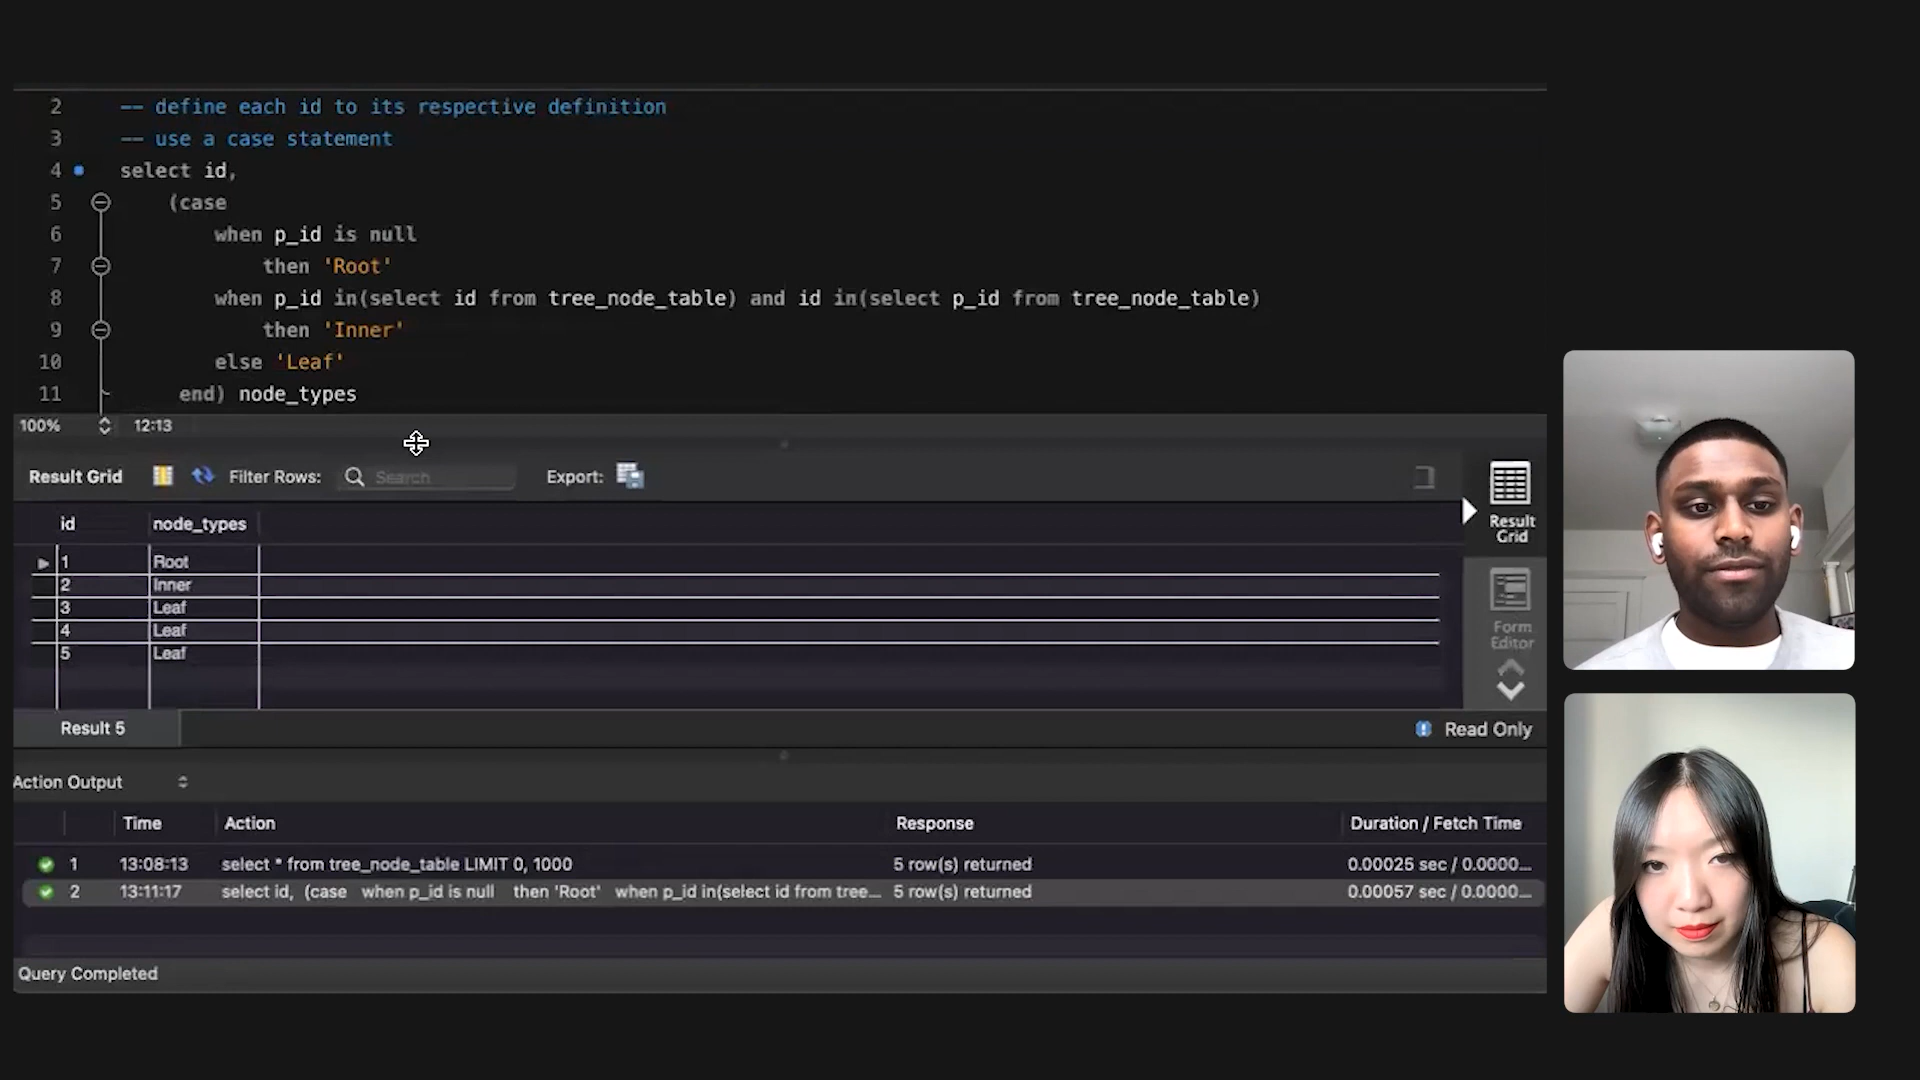 2 -- define each id to its respective definition
3 -- use a case statement
4 select id,
5 (case
6 when p_id is null
7 then 'Root'
8 when p_id in(select id from tree_node_table) and id in(select p_id from tree_node_table)
9 then 'Inner'
10 else 'Leaf'
11 end) node_types
100% 12:13
Result Grid Filter Rows: Search Export:
Result Grid
id node_types
1 Root
2 Inner
3 Leaf
4 Leaf
5 Leaf
Form Editor
Result 5 Read Only
Action Output
Time Action Response Duration / Fetch Time
1 13:08:13 select * from tree_node_table LIMIT 0, 1000 5 row(s) returned 0.00025 sec / 0.0000...
2 13:11:17 select id, (case when p_id is null then 'Root' when p_id in(select id from tree... 5 row(s) returned 0.00057 sec / 0.0000...
Query Completed